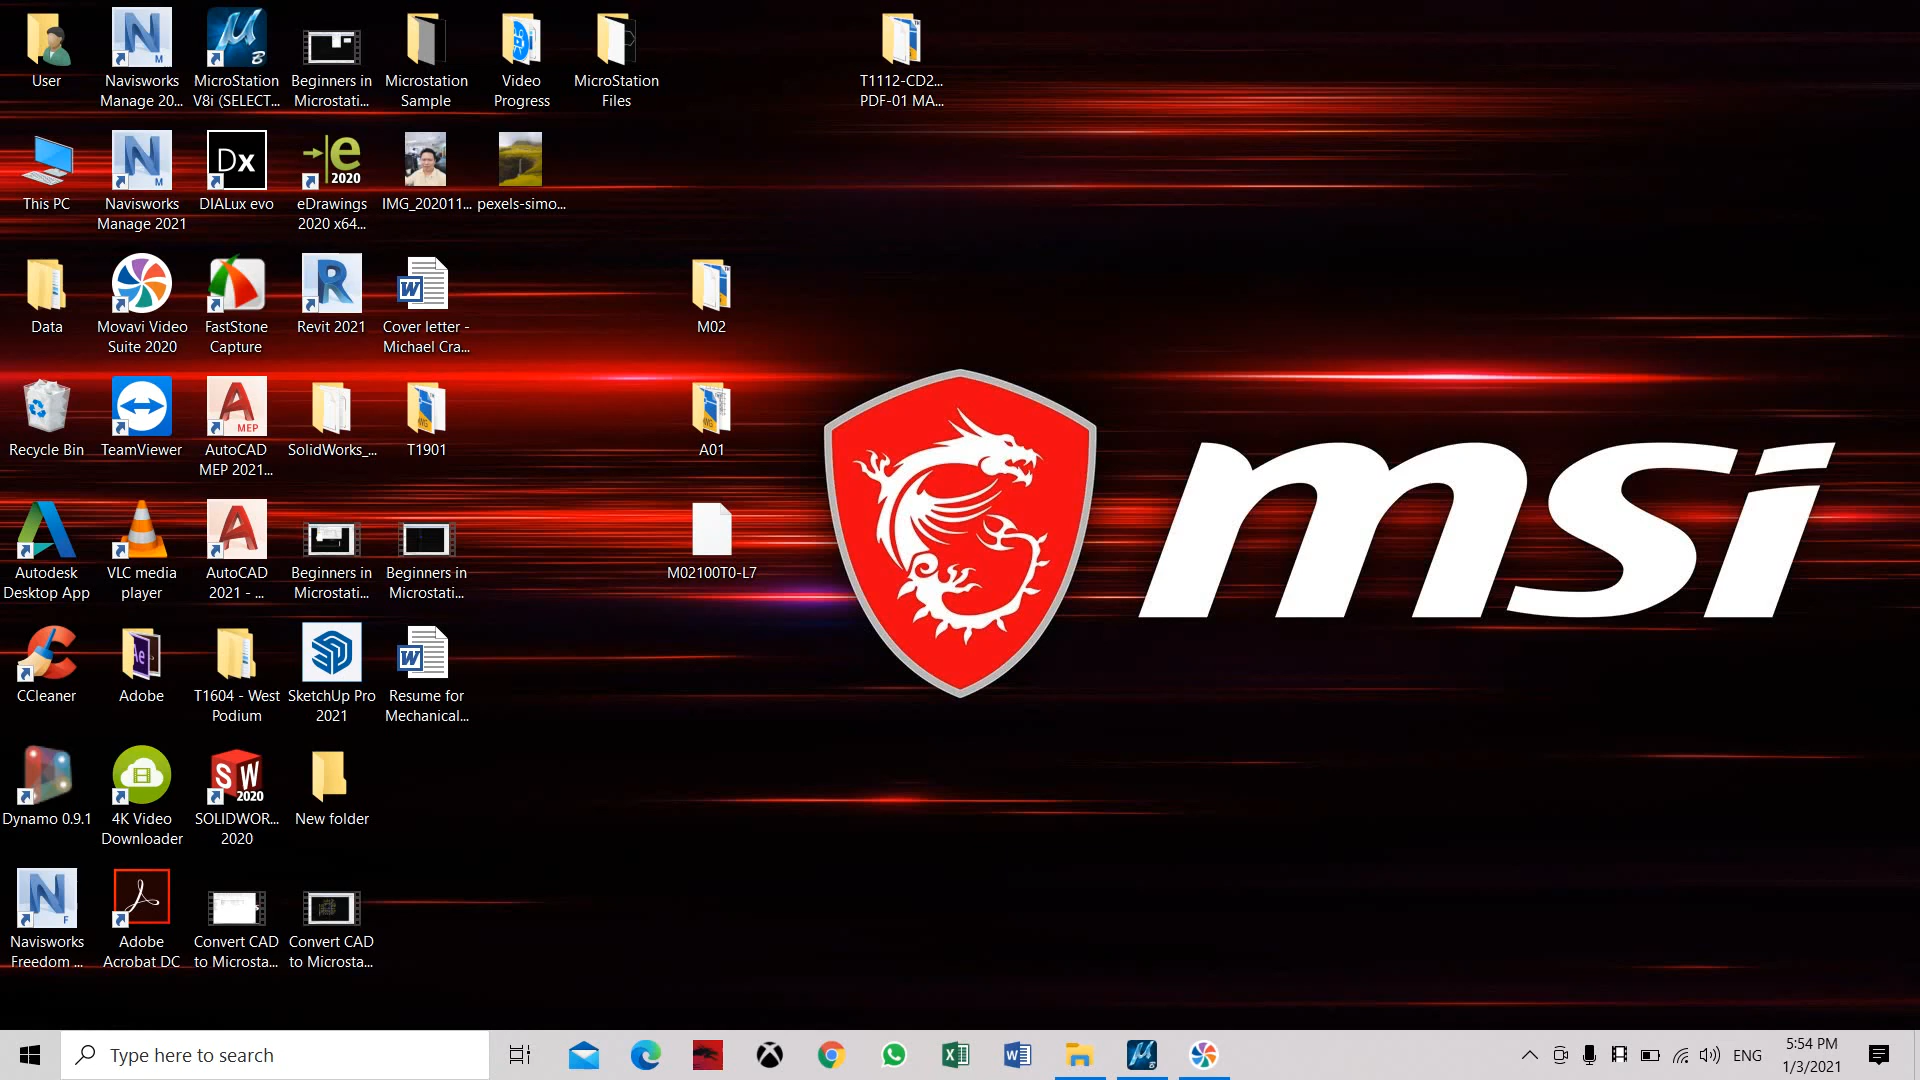 User
Navisworks
Manage 20...
MicroStation
V8i (SELECT...
Beginners in
Microstati...
Microstation
Sample
Video
Progress
MicroStation
Files
T1112-CD2...
PDF-01 MA...
This PC
Navisworks
Manage 2021
Dx
DIALux evo
e
2020
eDrawings
2020 x64...
IMG_202011...
pexels-simo...
Data
Movavi Video
Suite 2020
FastStone
Capture
Revit 2021
Cover letter -
Michael Cra...
M02
Recycle Bin
TeamViewer
MEP
AutoCAD
MEP 2021...
SolidWorks_...
T1901
A01
msi
Autodesk
Desktop App
VLC media
player
AutoCAD
2021 - ...
Beginners in
Microstati...
Beginners in
Microstati...
M02100T0-L7
CCleaner
Adobe
T1604 - West
Podium
SketchUp Pro
2021
Resume for
Mechanical...
Dynamo 0.9.1
4K Video
Downloader
SW
2020
SOLIDWOR...
2020
New folder
Navisworks
Freedom ...
Adobe
Acrobat DC
Convert CAD
to Microsta...
Convert CAD
to Microsta...
Type here to search
ENG
5:54 PM
1/3/2021